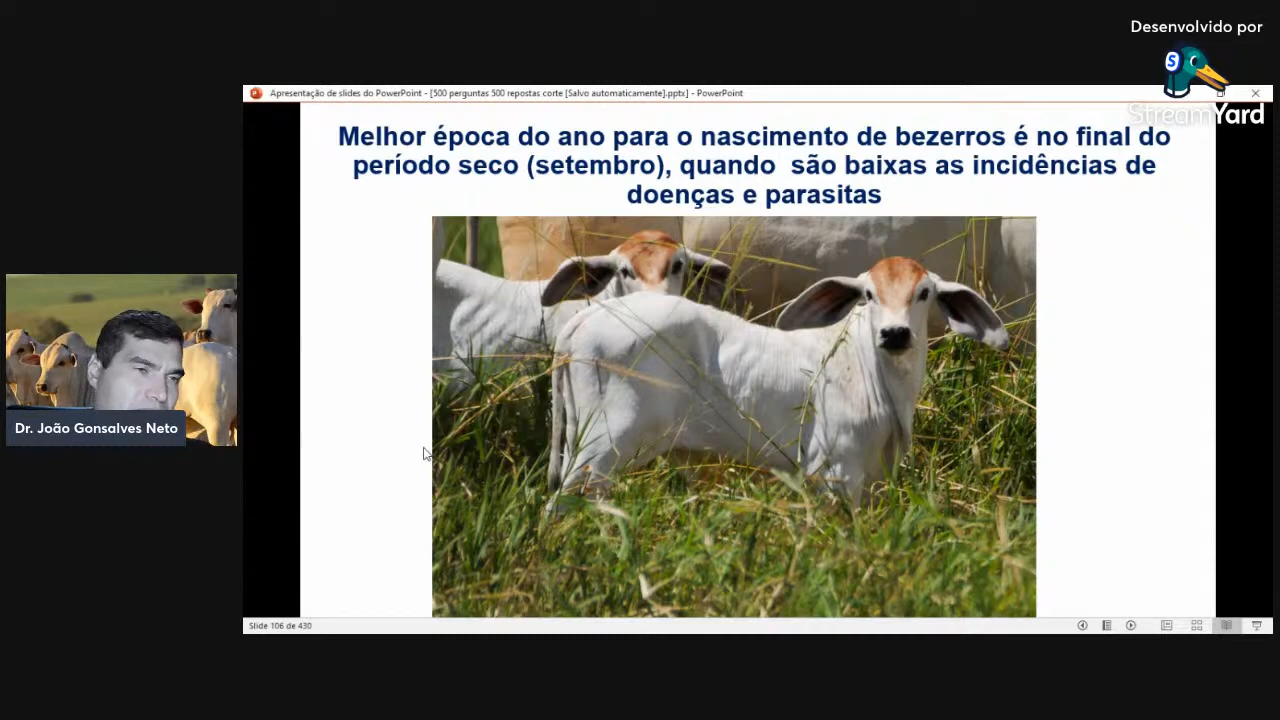 Desenvolvido por
StreamYard
Apresentação de slides do PowerPoint - [500 perguntas 500 repostas corte [Salvo automaticamente].pptx] - PowerPoint
Melhor época do ano para o nascimento de bezerros é no final do
período seco (setembro), quando são baixas as incidências de
doenças e parasitas
Dr. João Gonsalves Neto
Slide 106 de 430